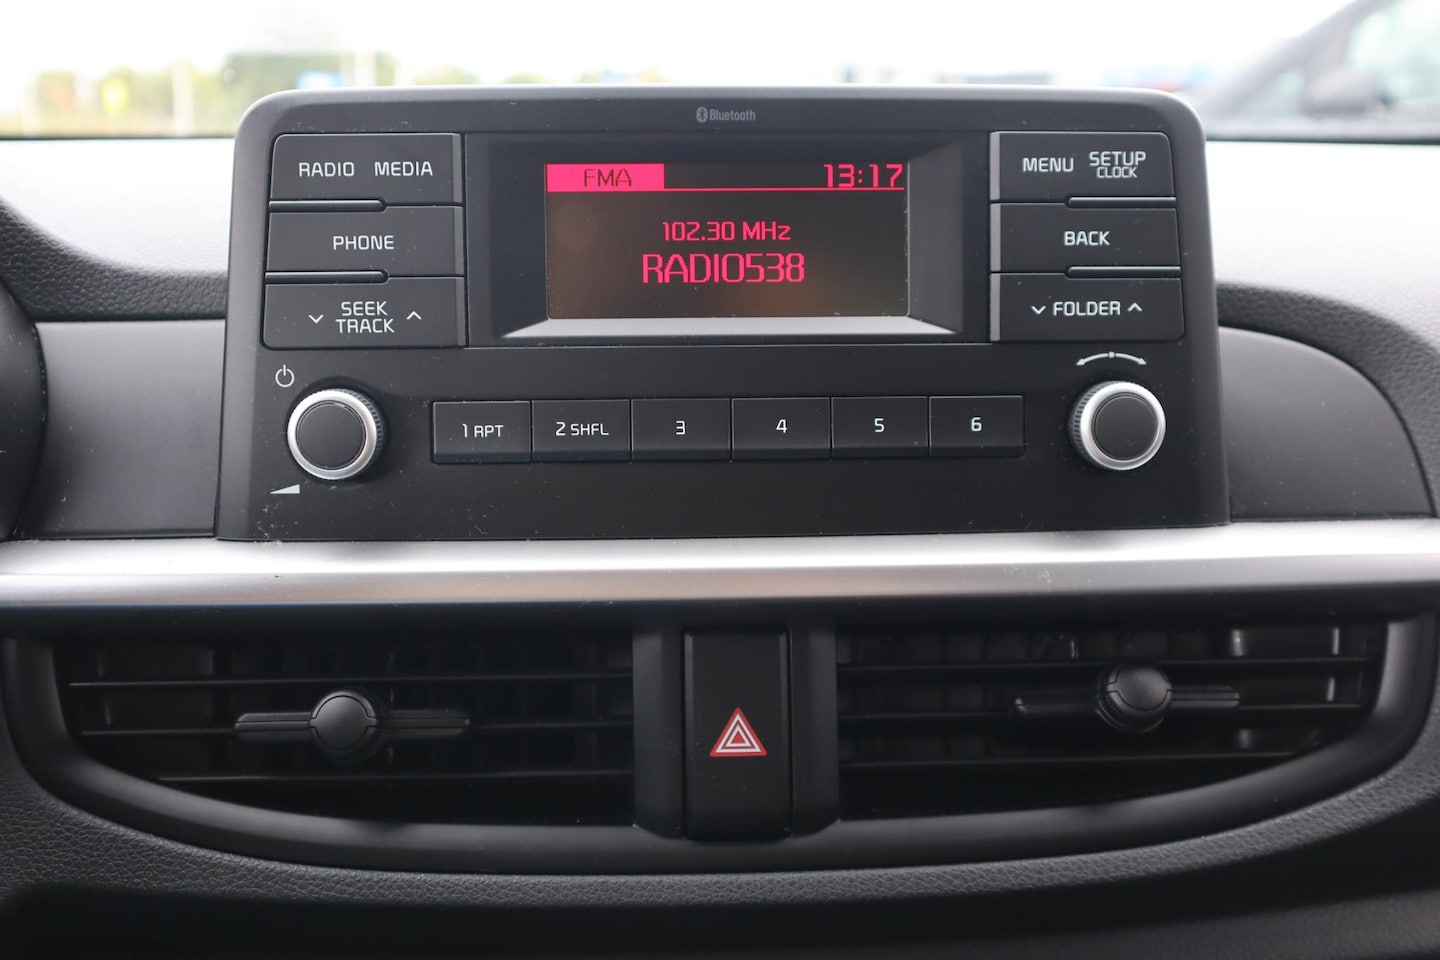 Bluetooth
RADIO MEDIA
PHONE
SEEK
TRACK
FMA 13:17
102.30 MHz
RADIO538
MENU SETUP
CLOCK
BACK
FOLDER
1 RPT 2 SHFL 3 4 5 6